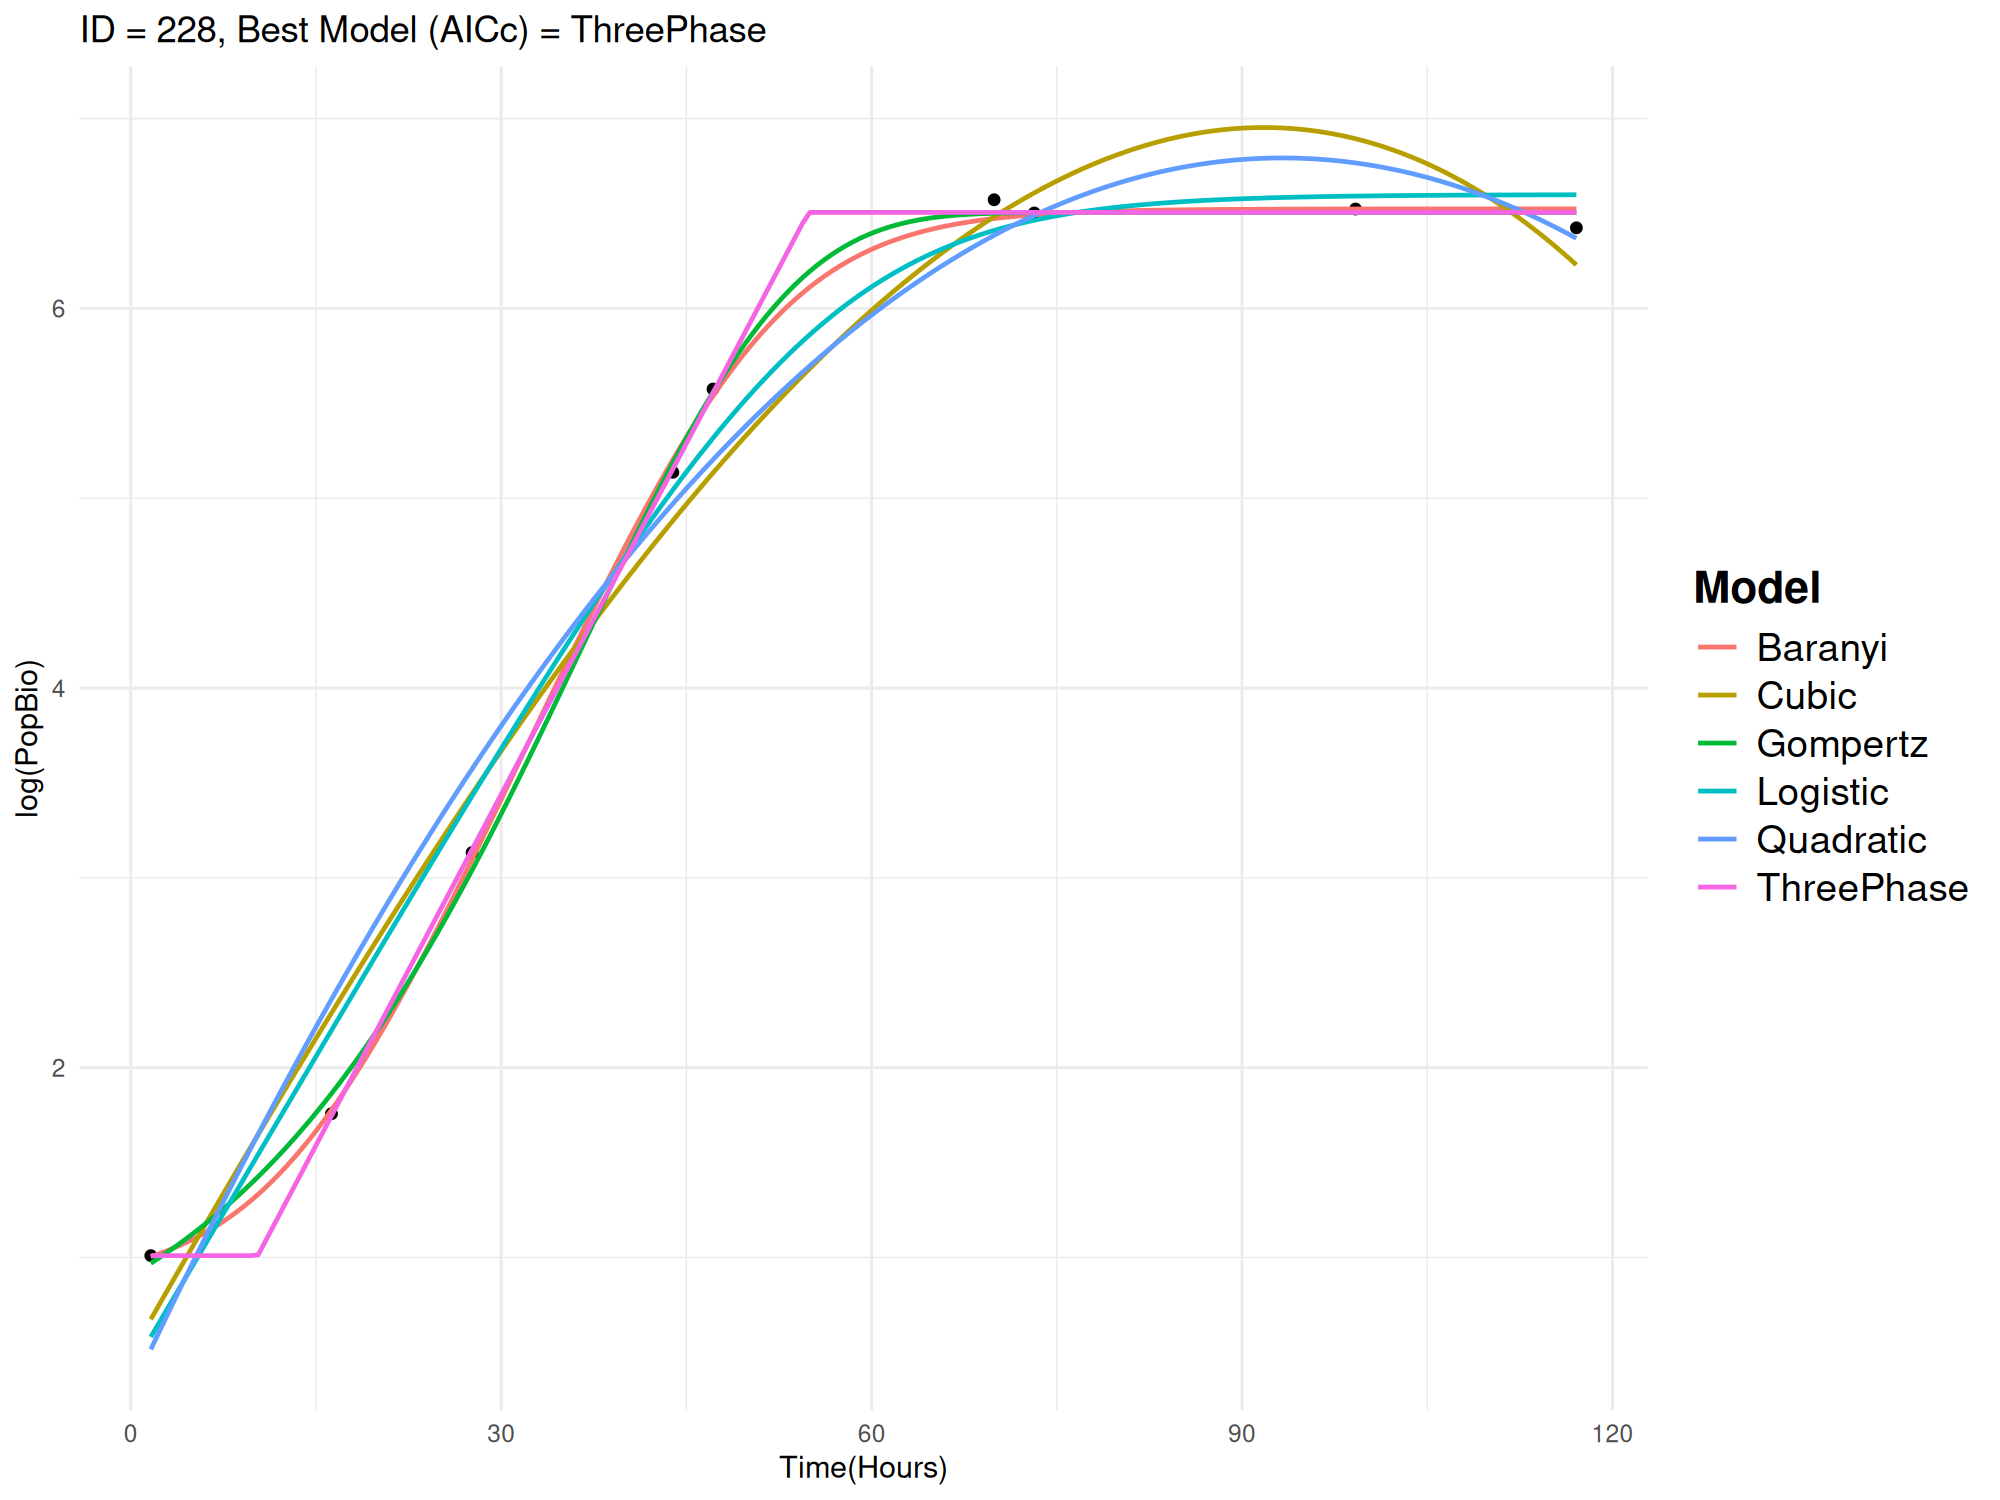 ID = 228, Best Model (AICc) = ThreePhase
6
4
2
log(PopBio)
0 30 60 90 120
Time(Hours)
Model
Baranyi
Cubic
Gompertz
Logistic
Quadratic
ThreePhase